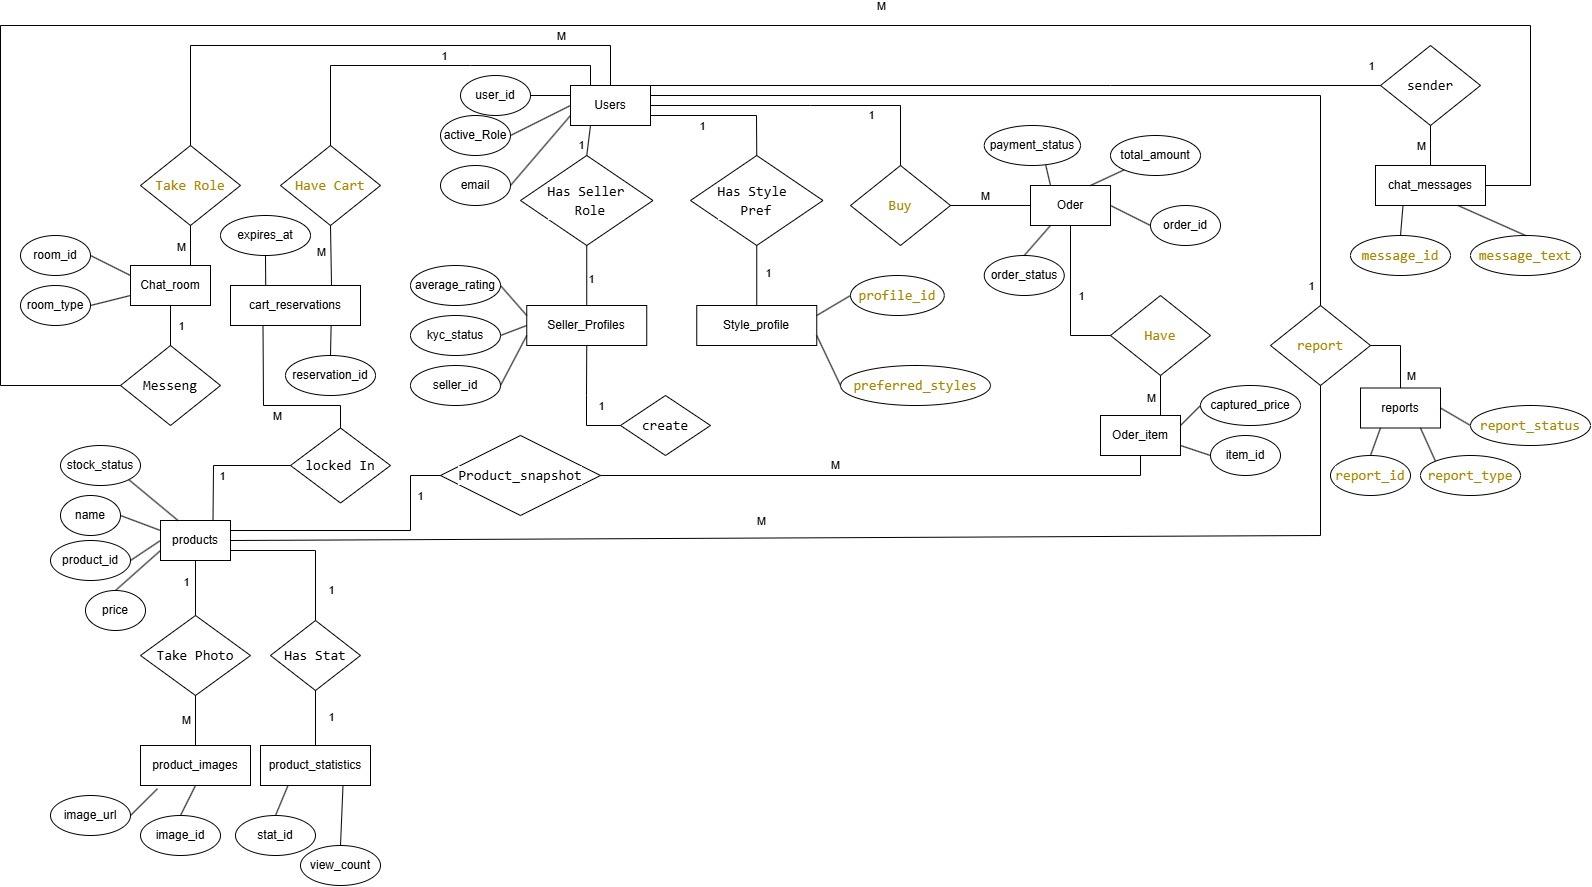 M
M
1
Users
user_id
active_Role
email
1
sender
M
chat_messages
message_id
message_text
Take Role
M
Have Cart
M
expires_at
room_id
room_type
Chat_room
1
Messeng
cart_reservations
reservation_id
M
locked In
1
1
Has Seller
Role
1
1
Has Style
Pref
1
1
Buy
M
payment_status
total_amount
Oder
order_id
order_status
average_rating
kyc_status
seller_id
Seller_Profiles
1
create
Style_profile
profile_id
preferred_styles
1
Have
M
Oder_item
captured_price
item_id
1
report
M
reports
report_status
report_id
report_type
Product_snapshot
M
1
M
stock_status
name
product_id
price
products
1
Take Photo
M
1
Has Stat
1
product_images
product_statistics
image_url
image_id
stat_id
view_count